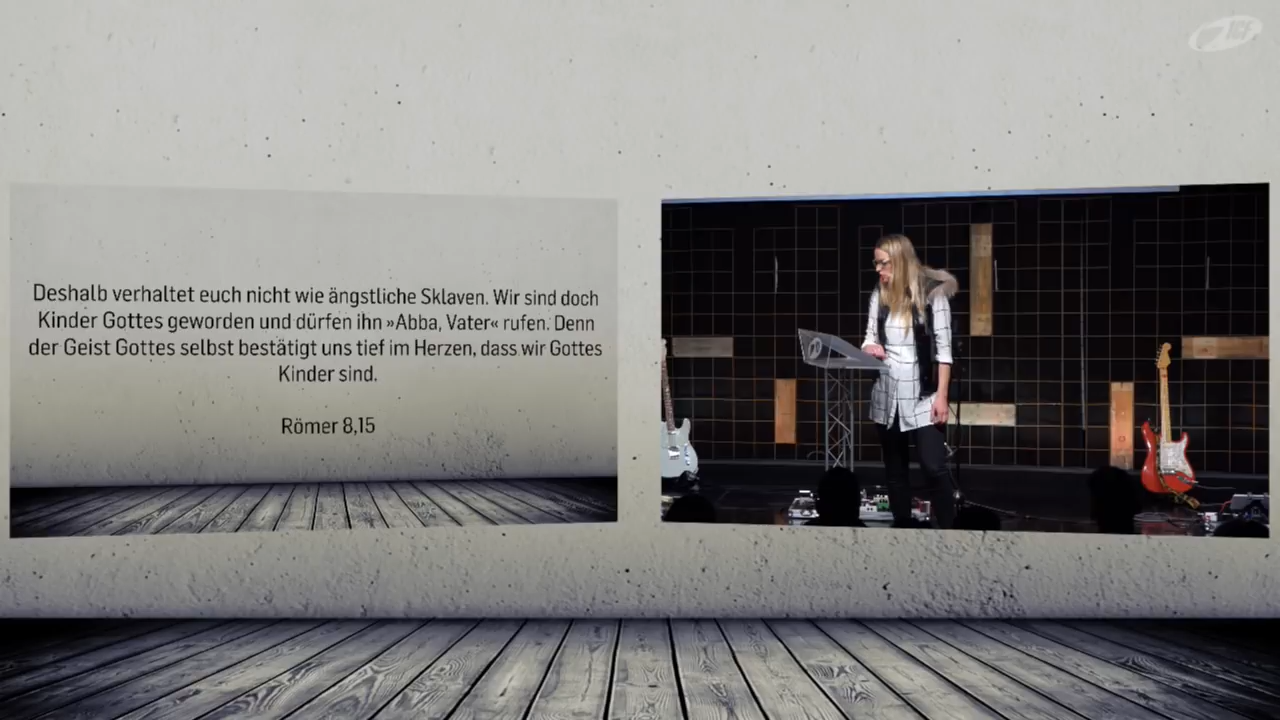 Deshalb verhaltet euch nicht wie ängstliche Sklaven. Wir sind doch
Kinder Gottes geworden und dürfen ihn »Abba, Vater« rufen. Denn
der Geist Gottes selbst bestätigt uns tief im Herzen, dass wir Gottes
Kinder sind.
Römer 8,15